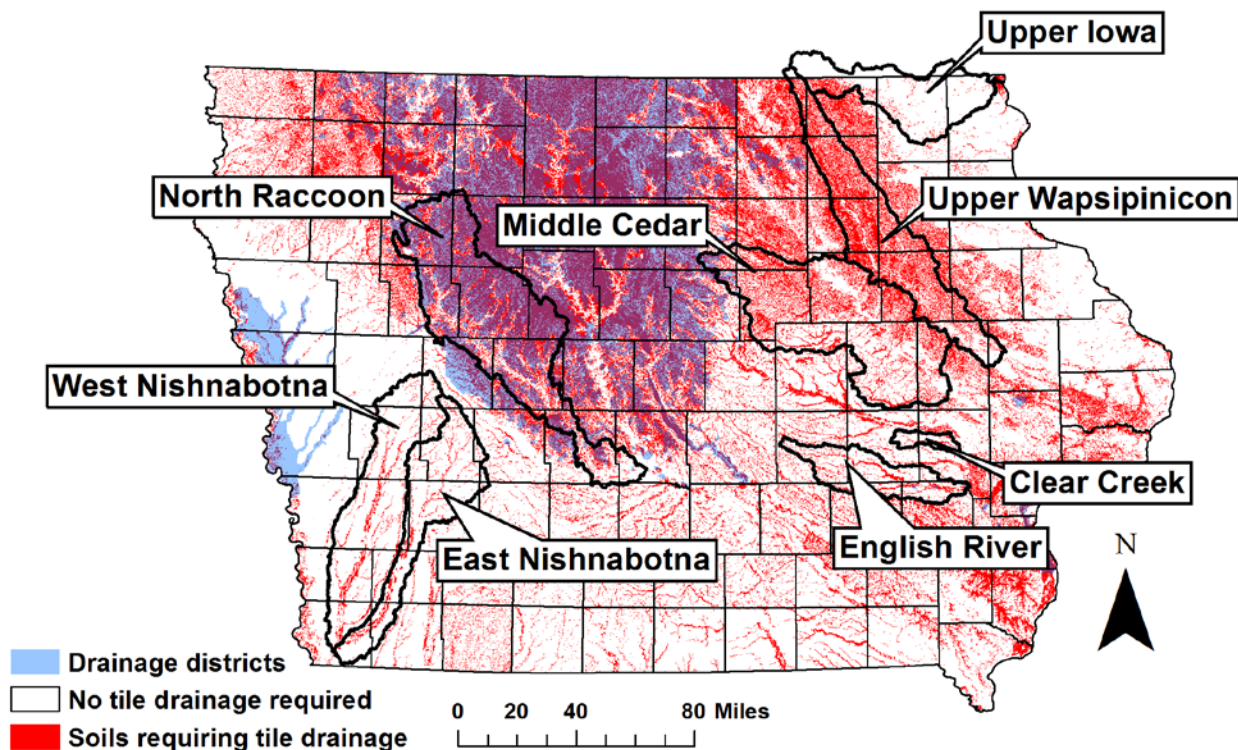 Upper Iowa
North Raccoon
Middle Cedar
Upper Wapsipinicon
West Nishnabotna
Clear Creek
English River
East Nishnabotna
N
Drainage districts
No tile drainage required
Soils requiring tile drainage
0 20 40 80 Miles